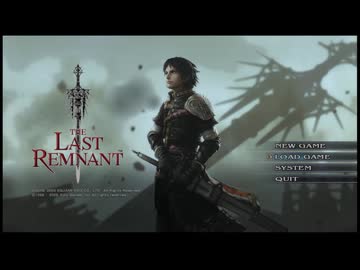 THE
LAST
REMNANT
NEW GAME
LOAD GAME
SYSTEM
QUIT